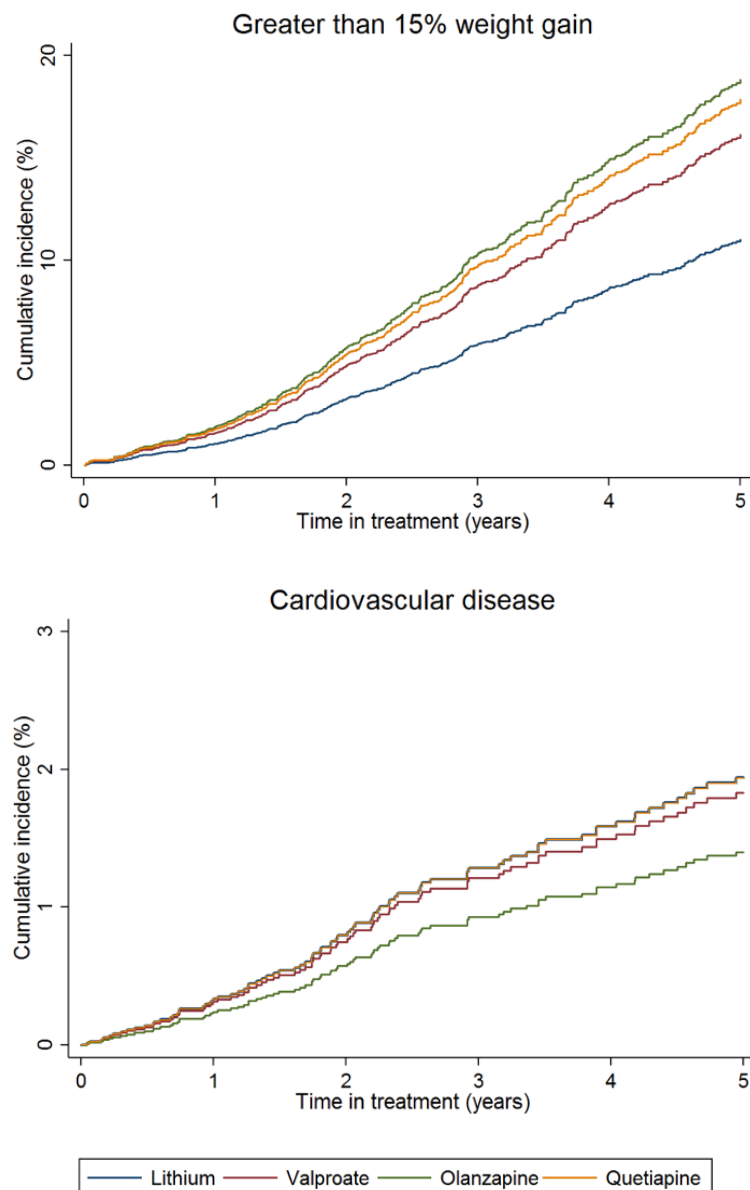 Greater than 15% weight gain
Cumulative incidence (%)
20
10
0
0 1 2 3 4 5
Time in treatment (years)
Cardiovascular disease
Cumulative incidence (%)
3
2
1
0
0 1 2 3 4 5
Time in treatment (years)
Lithium Valproate Olanzapine Quetiapine